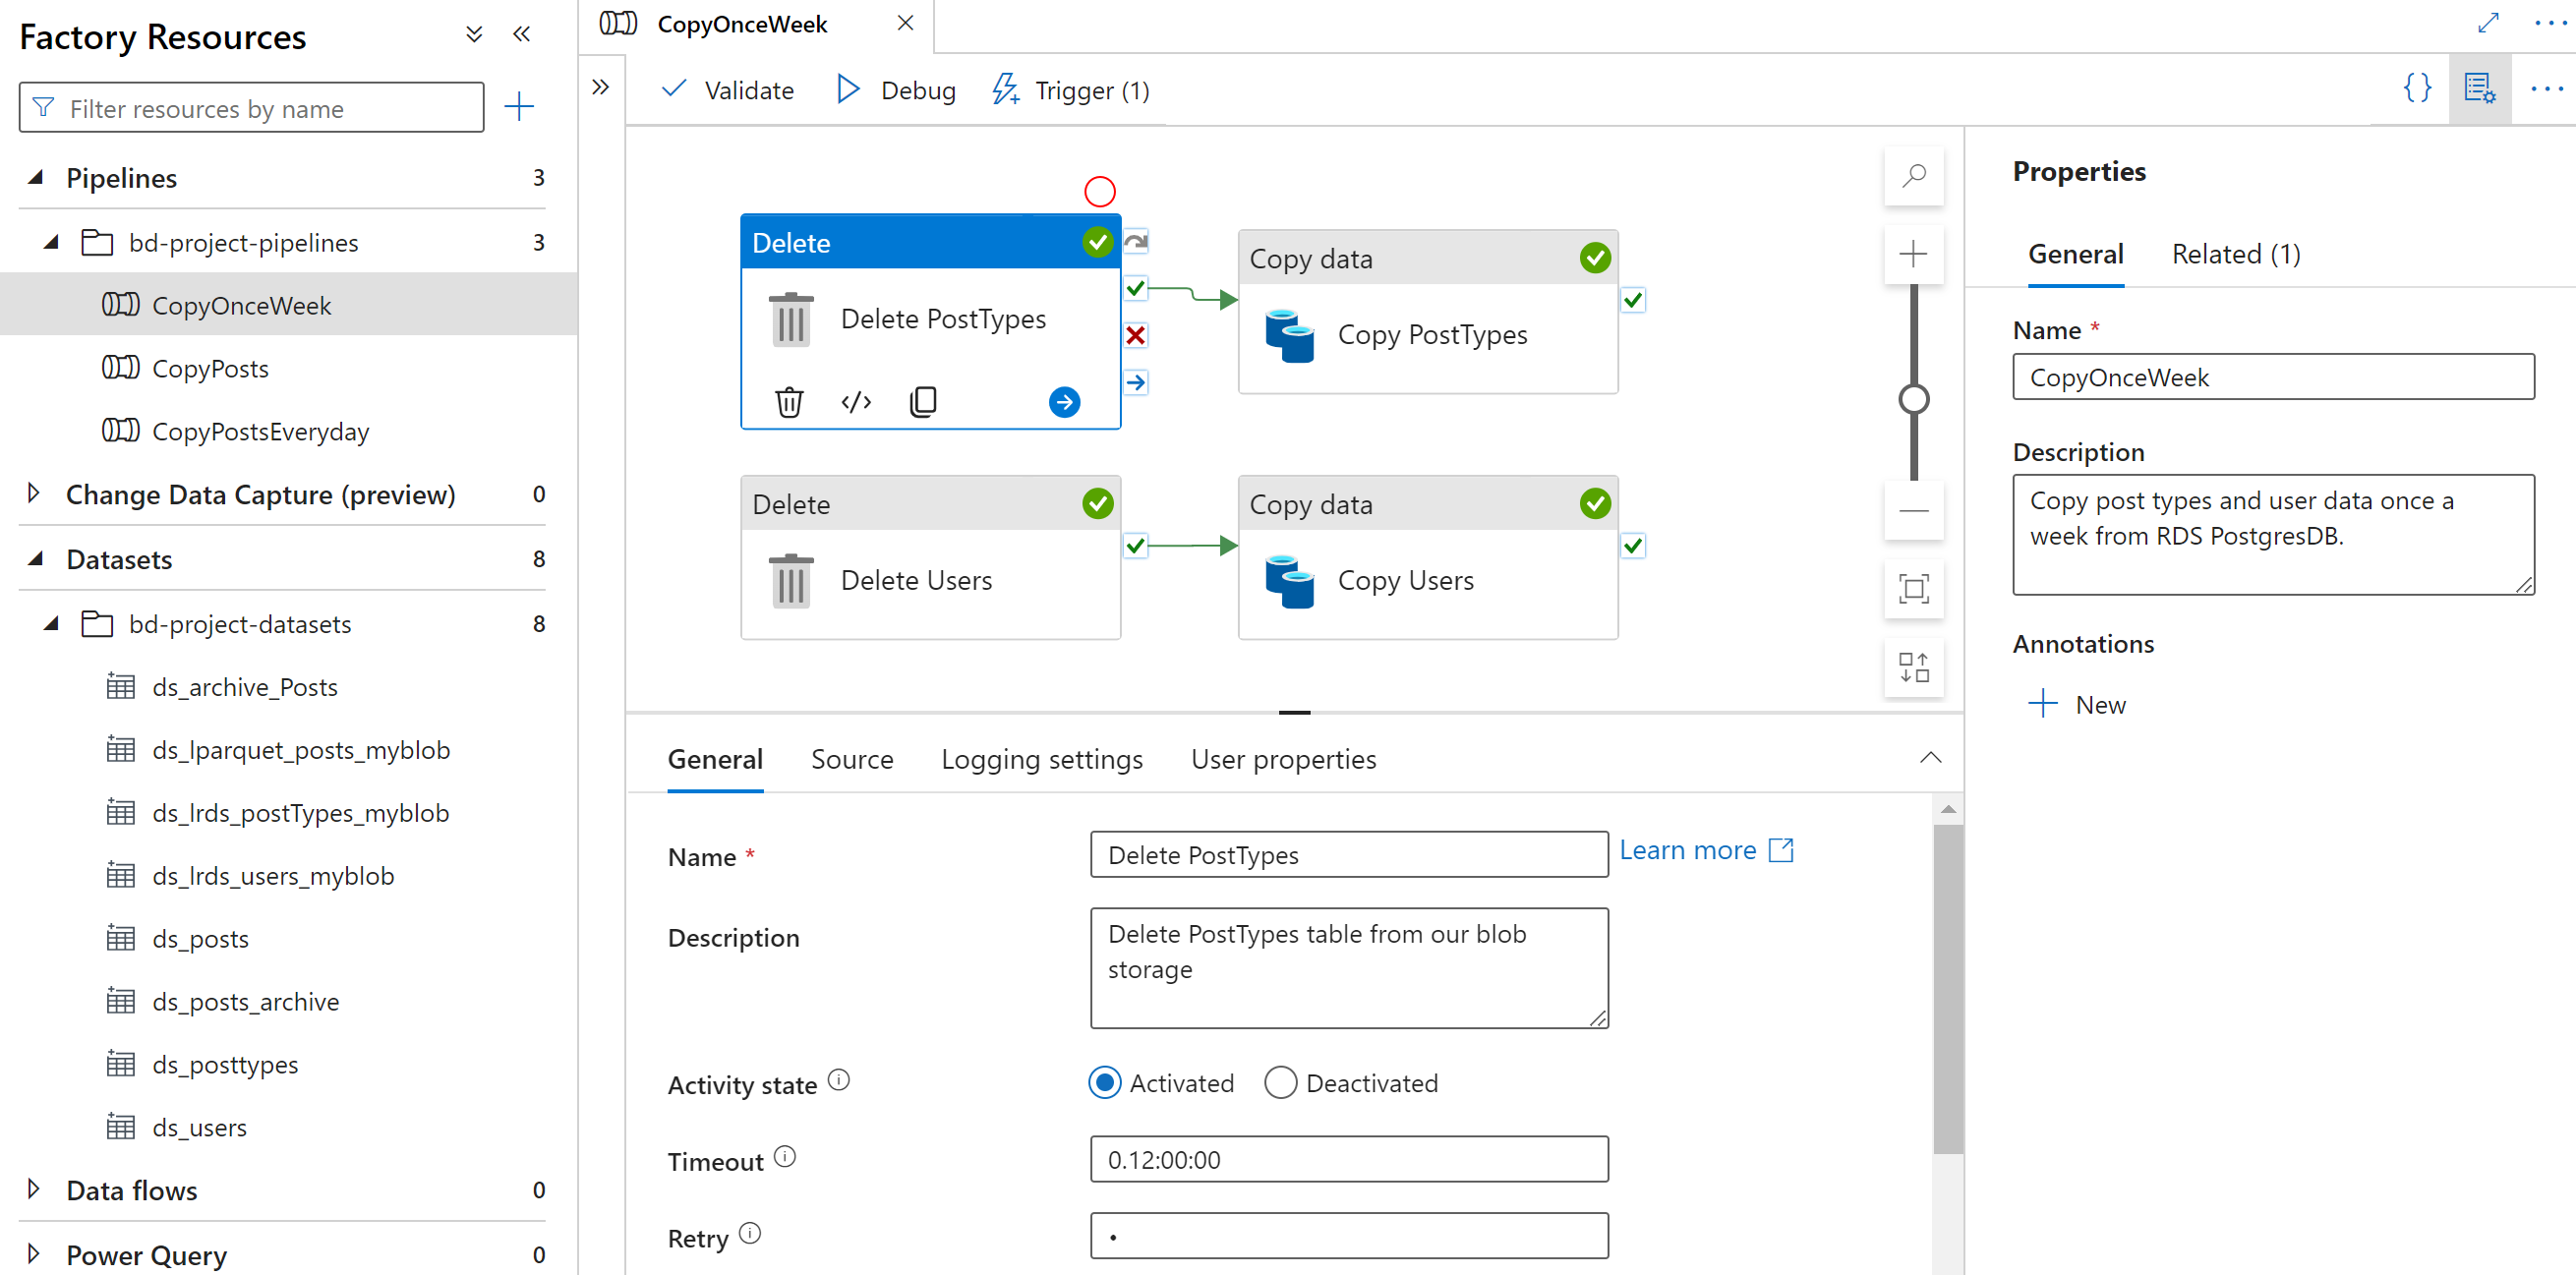 Factory Resources
Filter resources by name
Pipelines 3
bd-project-pipelines 3
CopyOnceWeek
CopyPosts
CopyPostsEveryday
Change Data Capture (preview) 0
Datasets 8
bd-project-datasets 8
ds_archive_Posts
ds_lparquet_posts_myblob
ds_lrds_postTypes_myblob
ds_lrds_users_myblob
ds_posts
ds_posts_archive
ds_posttypes
ds_users
Data flows 0
Power Query 0
CopyOnceWeek
Validate Debug Trigger (1)
Delete
Delete PostTypes
Copy data
Copy PostTypes
Delete
Delete Users
Copy data
Copy Users
General Source Logging settings User properties
Name * Delete PostTypes Learn more
Description Delete PostTypes table from our blob
storage
Activity state Activated Deactivated
Timeout 0.12:00:00
Retry
Properties
General Related (1)
Name *
CopyOnceWeek
Description
Copy post types and user data once a
week from RDS PostgresDB.
Annotations
New